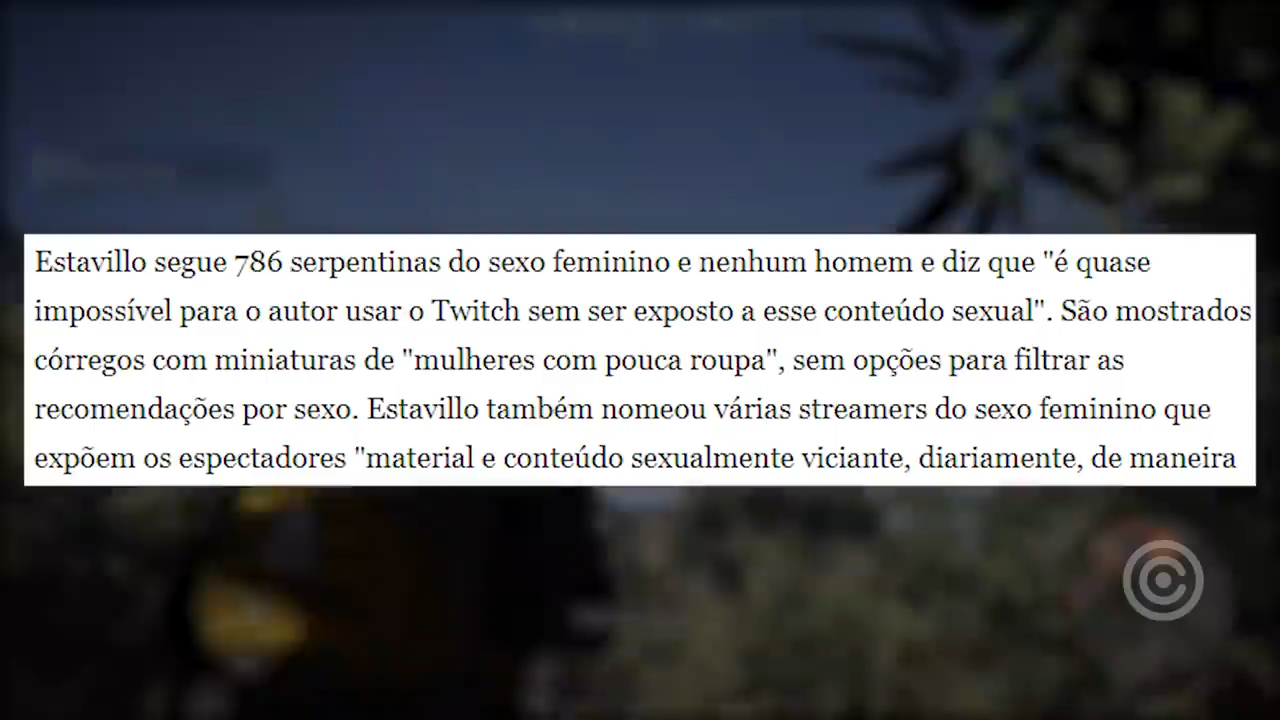 Estavillo segue 786 serpentinas do sexo feminino e nenhum homem e diz que "é quase
impossível para o autor usar o Twitch sem ser exposto a esse conteúdo sexual". São mostrados
córregos com miniaturas de "mulheres com pouca roupa", sem opções para filtrar as
recomendações por sexo. Estavillo também nomeou várias streamers do sexo feminino que
expõem os espectadores "material e conteúdo sexualmente viciante, diariamente, de maneira